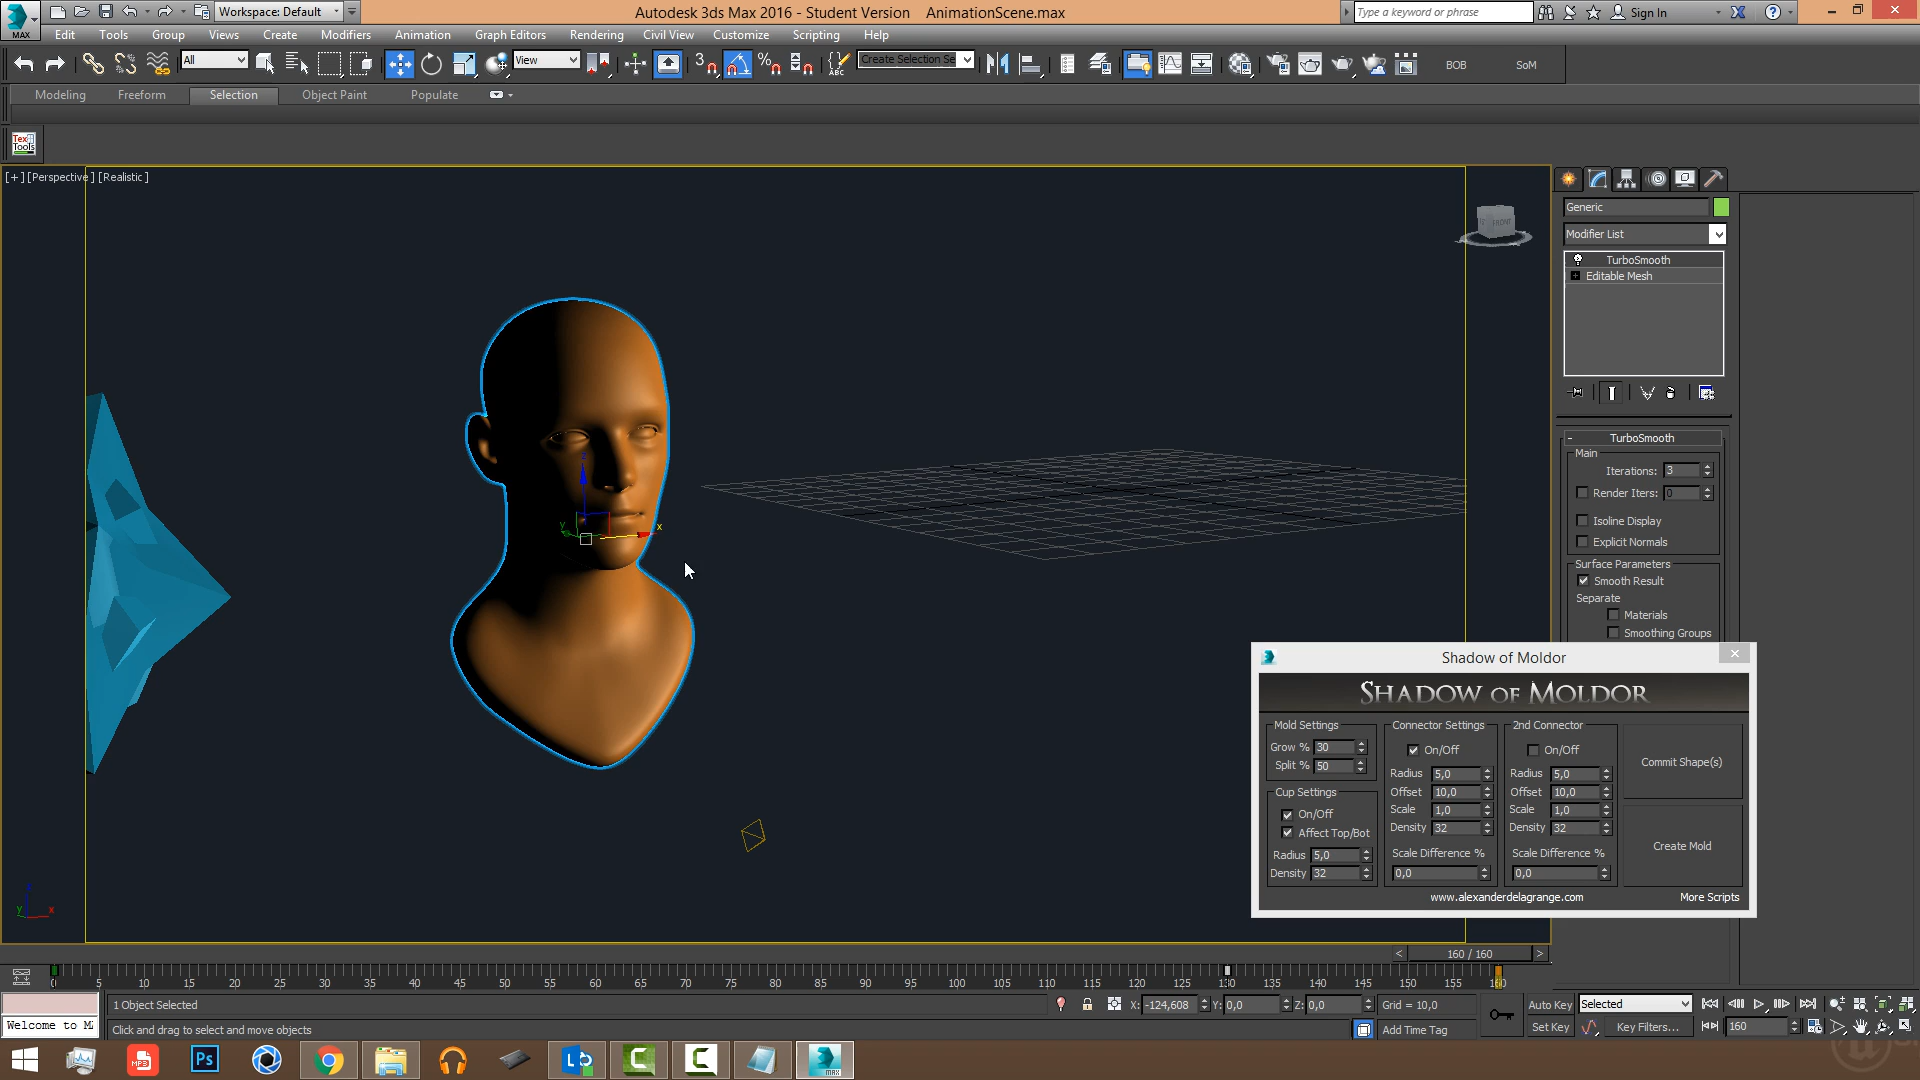 Workspace: Default
Autodesk 3ds Max 2016 - Student Version AnimationScene.max
Type a keyword or phrase
Sign In
MAX
Edit Tools Group Views Create Modifiers Animation Graph Editors Rendering Civil View Customize Scripting Help
All
View
3
%
ABC
Create Selection Se
BOB
SoM
Modeling Freeform Selection Object Paint Populate
Tex
Tools
[+] [Perspective] [Realistic]
FRONT
z
y
x
y
x
Generic
Modifier List
TurboSmooth
Editable Mesh
- TurboSmooth
Main
Iterations: 3
Render Iters: 0
Isoline Display
Explicit Normals
Surface Parameters
Smooth Result
Separate
Materials
Smoothing Groups
Shadow of Moldor
SHADOW OF MOLDOR
Mold Settings
Grow % 30
Split % 50
Cup Settings
On/Off
Affect Top/Bot
Radius 5,0
Density 32
Connector Settings
On/Off
Radius 5,0
Offset 10,0
Scale 1,0
Density 32
Scale Difference %
0,0
2nd Connector
On/Off
Radius 5,0
Offset 10,0
Scale 1,0
Density 32
Scale Difference %
0,0
Commit Shape(s)
Create Mold
www.alexanderdelagrange.com
More Scripts
< 160 / 160 >
0 5 10 15 20 25 30 35 40 45 50 55 60 65 70 75 80 85 90 95 100 105 110 115 120 125 130 135 140 145 150 155 160
1 Object Selected
X: -124,608 Y: 0,0 Z: 0,0 Grid = 10,0
Auto Key Selected
Welcome to M
Click and drag to select and move objects
Add Time Tag
Set Key Key Filters... 160
MP3
Ps
MAX